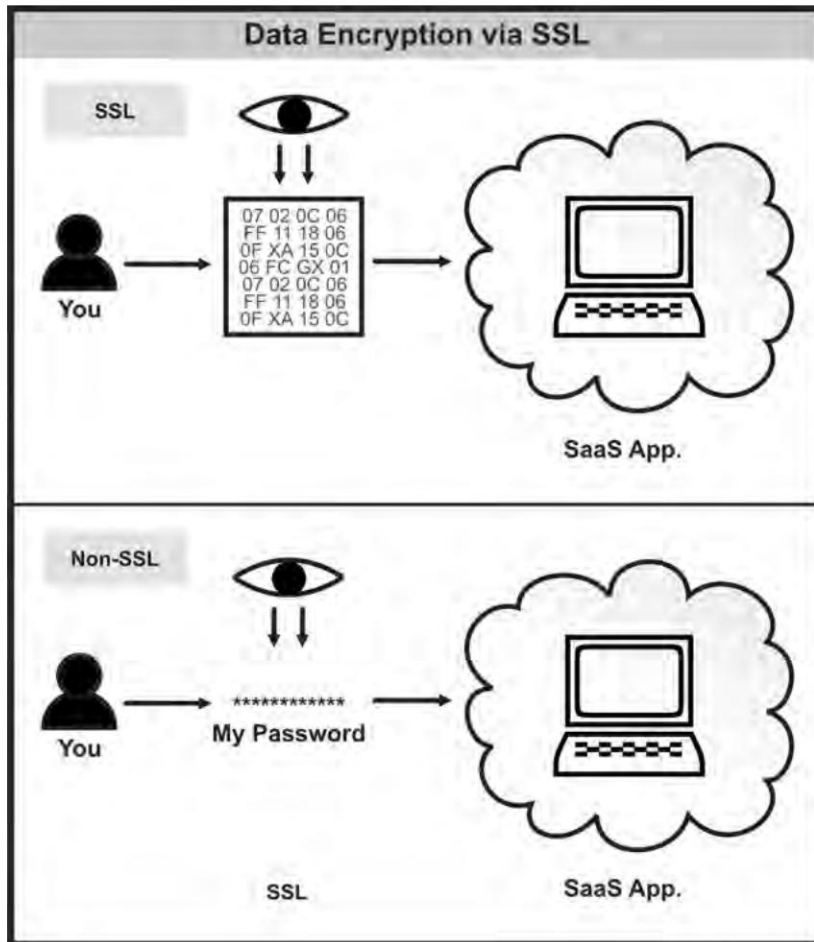 Data Encryption via SSL
SSL
07 02 0C 06
FF 11 18 06
0F XA 15 0C
06 FC GX 01
07 02 0C 06
FF 11 18 06
0F XA 15 0C
You
SaaS App.
Non-SSL
************
My Password
You
SSL
SaaS App.